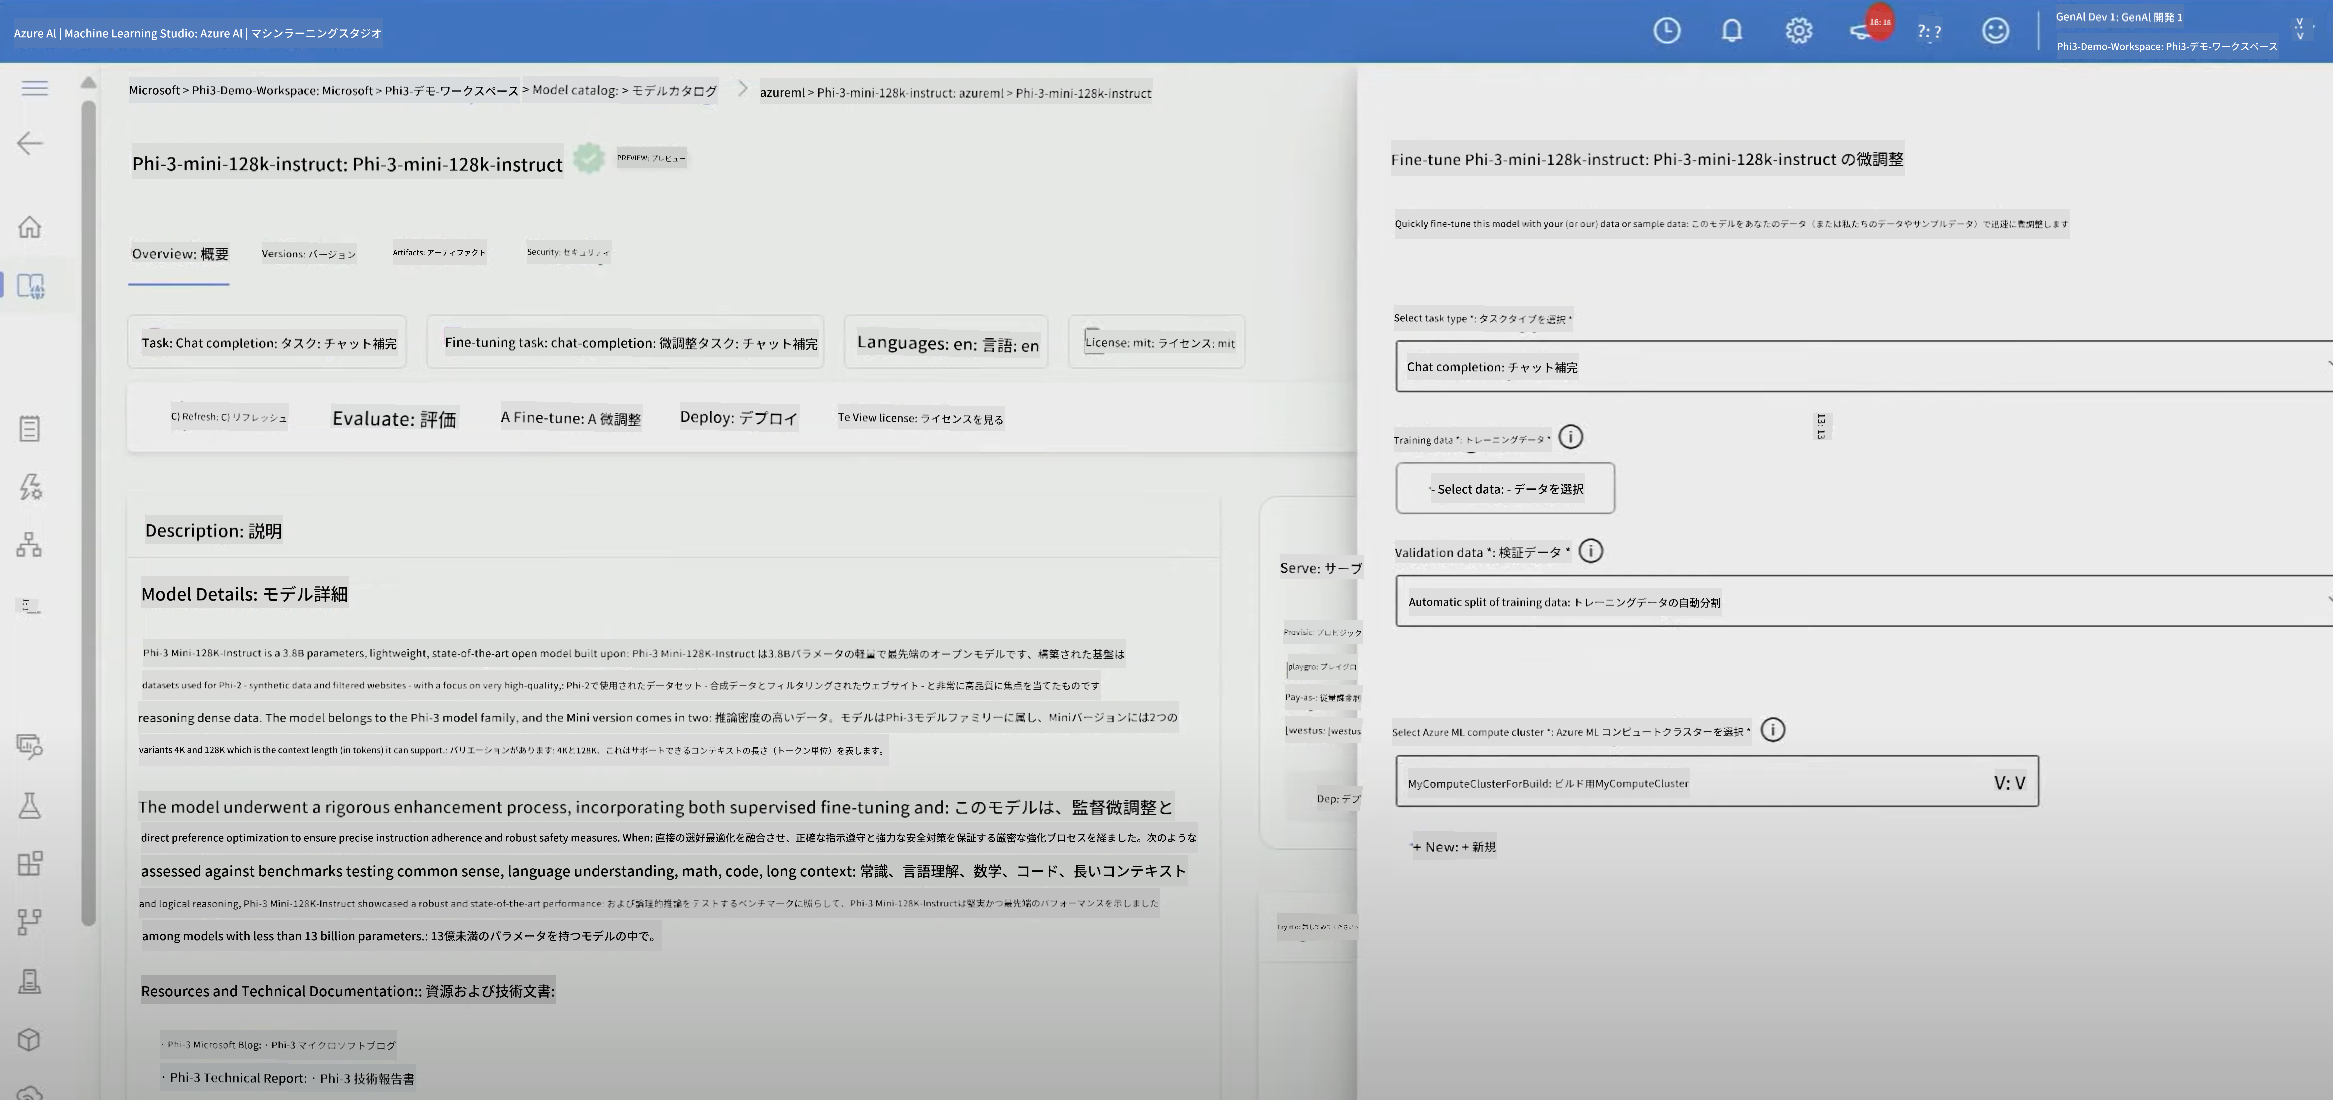 Azure Al | Machine Learning Studio: Azure Al | マシンラーニングスタジオ
18: 16
?: ?
GenAl Dev 1: GenAl 開発 1
Phi3-Demo-Workspace: Phi3-デモ-ワークスペース
Microsoft > Phi3-Demo-Workspace: Microsoft > Phi3-デモ-ワークスペース > Model catalog: > モデルカタログ
azureml > Phi-3-mini-128k-instruct: azureml > Phi-3-mini-128k-instruct
Phi-3-mini-128k-instruct: Phi-3-mini-128k-instruct
PREVIEW: プレビュー
Overview: 概要
Versions: バージョン
Artifacts: アーティファクト
Security: セキュリティ
Task: Chat completion: タスク: チャット補完
Fine-tuning task: chat-completion: 微調整タスク: チャット補完
Languages: en: 言語: en
License: mit: ライセンス: mit
C) Refresh: C) リフレッシュ
Evaluate: 評価
A Fine-tune: A 微調整
Deploy: デプロイ
Te View license: ライセンスを見る
Description: 説明
Model Details: モデル詳細
Phi-3 Mini-128K-Instruct is a 3.8B parameters, lightweight, state-of-the-art open model built upon: Phi-3 Mini-128K-Instruct は3.8Bパラメータの軽量で最先端のオープンモデルです、構築された基盤は
datasets used for Phi-2 - synthetic data and filtered websites - with a focus on very high-quality,: Phi-2で使用されたデータセット - 合成データとフィルタリングされたウェブサイト - と非常に高品質に焦点を当てたものです
reasoning dense data. The model belongs to the Phi-3 model family, and the Mini version comes in two: 推論密度の高いデータ。モデルはPhi-3モデルファミリーに属し、Miniバージョンには2つの
variants 4K and 128K which is the context length (in tokens) it can support.: バリエーションがあります: 4Kと128K、これはサポートできるコンテキストの長さ（トークン単位）を表します。
The model underwent a rigorous enhancement process, incorporating both supervised fine-tuning and: このモデルは、監督微調整と
direct preference optimization to ensure precise instruction adherence and robust safety measures. When: 直接の選好最適化を融合させ、正確な指示遵守と強力な安全対策を保証する厳密な強化プロセスを経ました。次のような
assessed against benchmarks testing common sense, language understanding, math, code, long context: 常識、言語理解、数学、コード、長いコンテキスト
and logical reasoning, Phi-3 Mini-128K-Instruct showcased a robust and state-of-the-art performance: および論理的推論をテストするベンチマークに照らして、Phi-3 Mini-128K-Instructは堅実かつ最先端のパフォーマンスを示しました
among models with less than 13 billion parameters.: 13億未満のパラメータを持つモデルの中で。
Resources and Technical Documentation:: 資源および技術文書:
· Phi-3 Microsoft Blog: · Phi-3 マイクロソフトブログ
· Phi-3 Technical Report: · Phi-3 技術報告書
Serve: サーブ
Pay-as-: 従量課金制
[westus: [westus
Dep: デプ
Fine-tune Phi-3-mini-128k-instruct: Phi-3-mini-128k-instruct の微調整
Quickly fine-tune this model with your (or our) data or sample data: このモデルをあなたのデータ（または私たちのデータやサンプルデータ）で迅速に微調整します
Select task type *: タスクタイプを選択 *
Chat completion: チャット補完
13: 13
Training data *: トレーニングデータ *
- Select data: - データを選択
Validation data *: 検証データ *
Automatic split of training data: トレーニングデータの自動分割
Select Azure ML compute cluster *: Azure ML コンピュートクラスターを選択 *
MyComputeClusterForBuild: ビルド用MyComputeCluster
V: V
+ New: + 新規